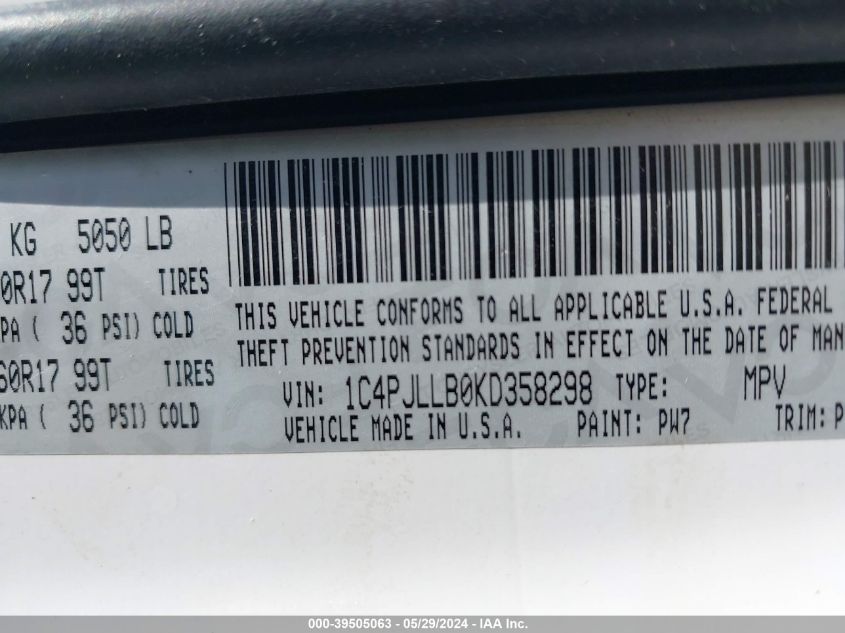 KG 5050 LB
0R17 99T TIRES
KPA ( 36 PSI) COLD
60R17 99T TIRES
KPA ( 36 PSI) COLD
THIS VEHICLE CONFORMS TO ALL APPLICABLE U.S.A. FEDERAL
THEFT PREVENTION STANDARDS IN EFFECT ON THE DATE OF MAN
VIN: 1C4PJLLB0KD358298 TYPE: MPV
VEHICLE MADE IN U.S.A. PAINT: PW7 TRIM: P
000-39505063 - 05/29/2024 - IAA Inc.